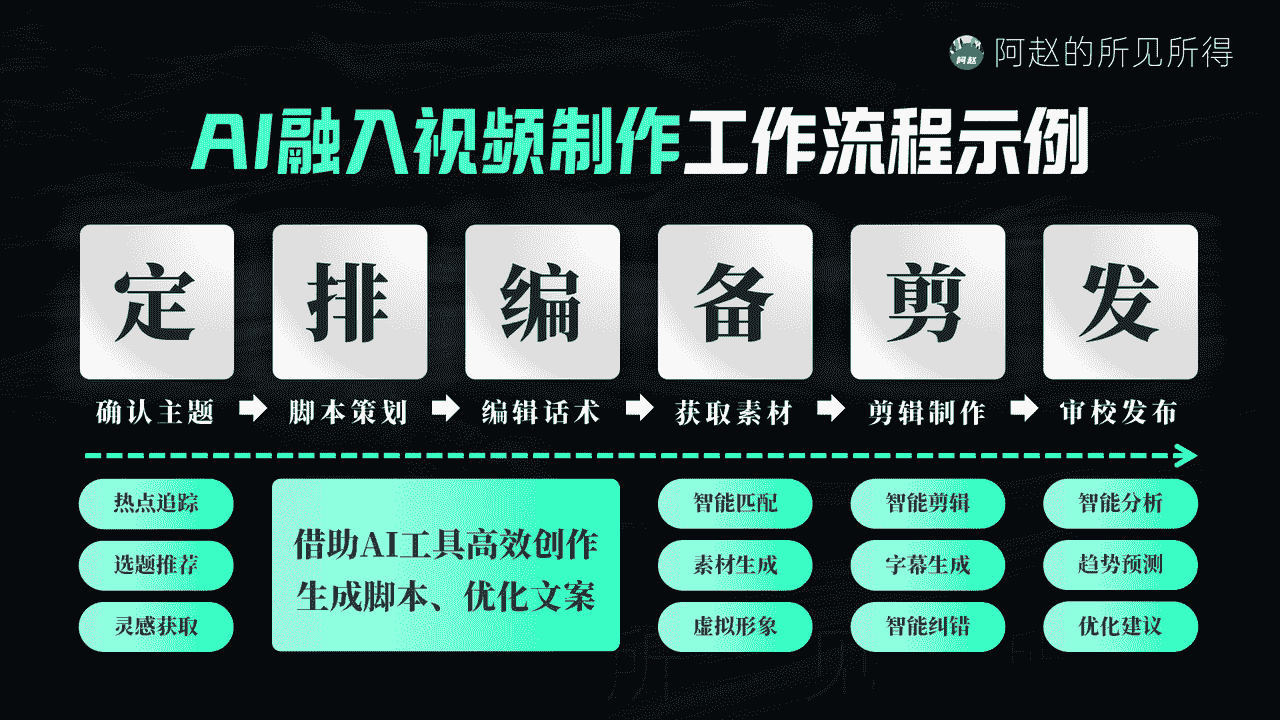 阿赵
阿赵的所见所得
AI融入视频制作工作流程示例
定 排 编 备 剪 发
确认主题 脚本策划 编辑话术 获取素材 剪辑制作 审校发布
热点追踪
选题推荐
灵感获取
借助AI工具高效创作
生成脚本、优化文案
智能匹配
素材生成
虚拟形象
智能剪辑
字幕生成
智能纠错
智能分析
趋势预测
优化建议